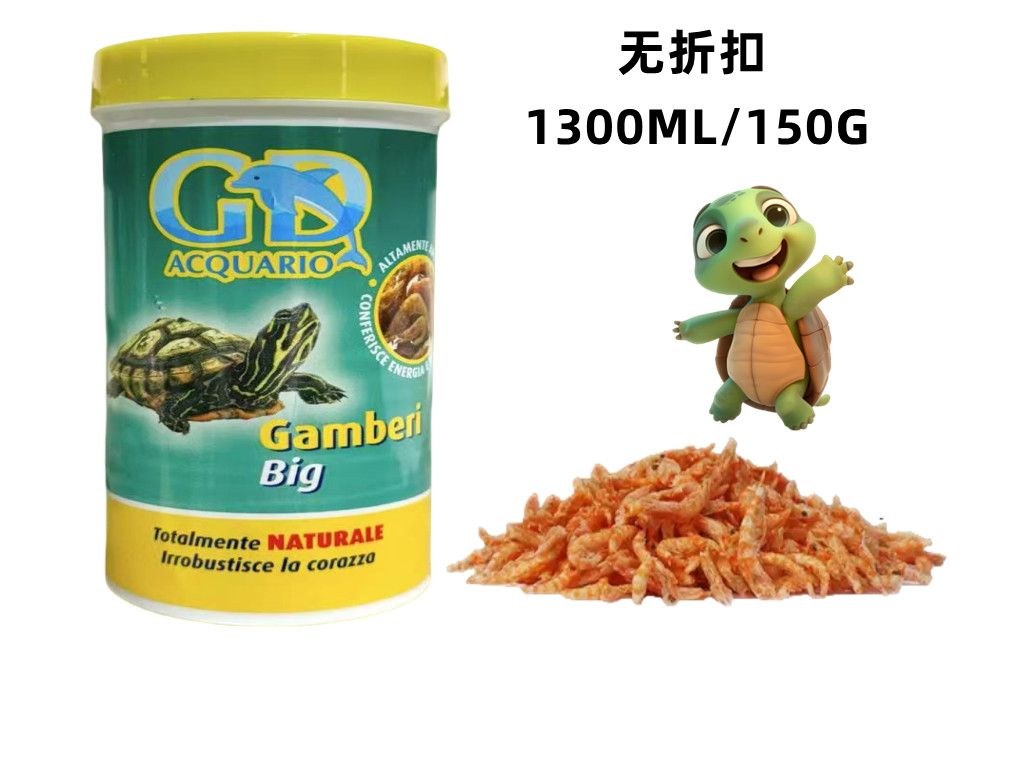 无折扣
1300ML/150G
GD
ACQUARIO
ALTAMENTE
CONFERISCE ENERGIA E
Gamberi
Big
Totalmente NATURALE
Irrobustisce la corazza